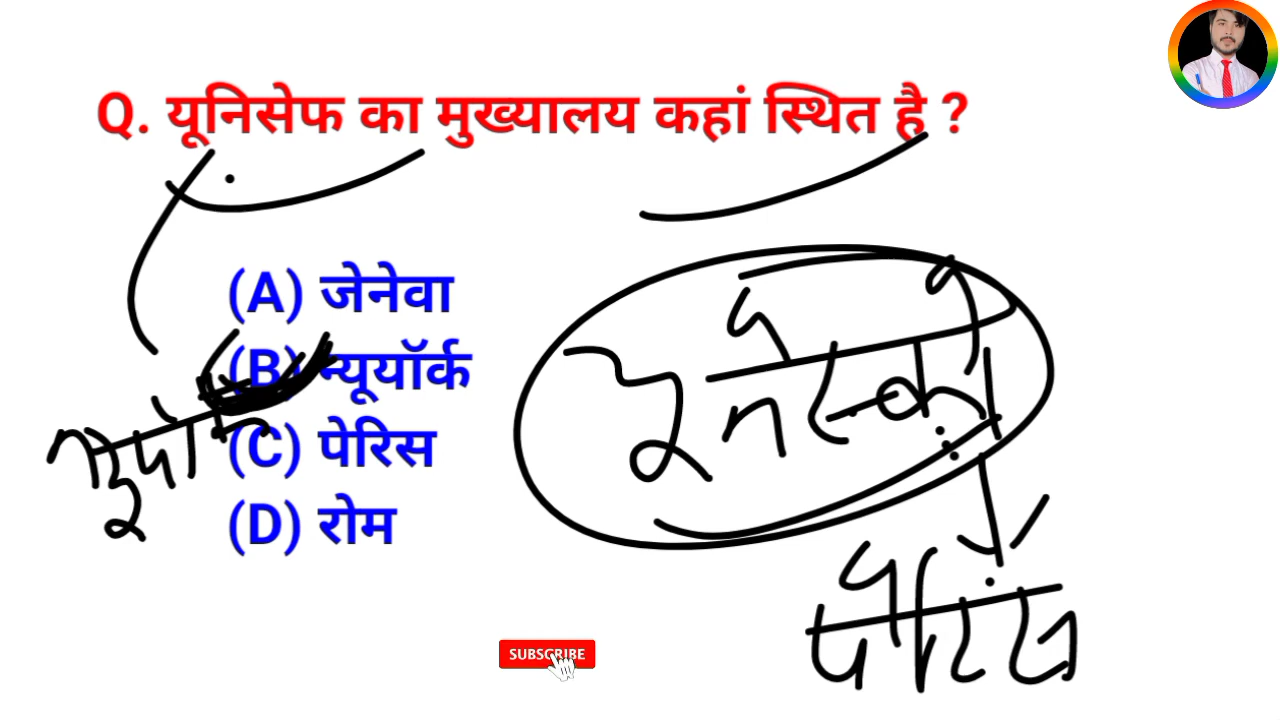 Q. यूनिसेफ का मुख्यालय कहां स्थित है ?
(A) जेनेवा
(B) न्यूयॉर्क
(C) पेरिस
(D) रोम
यूनेस्को
पेरिस
SUBSCRIBE